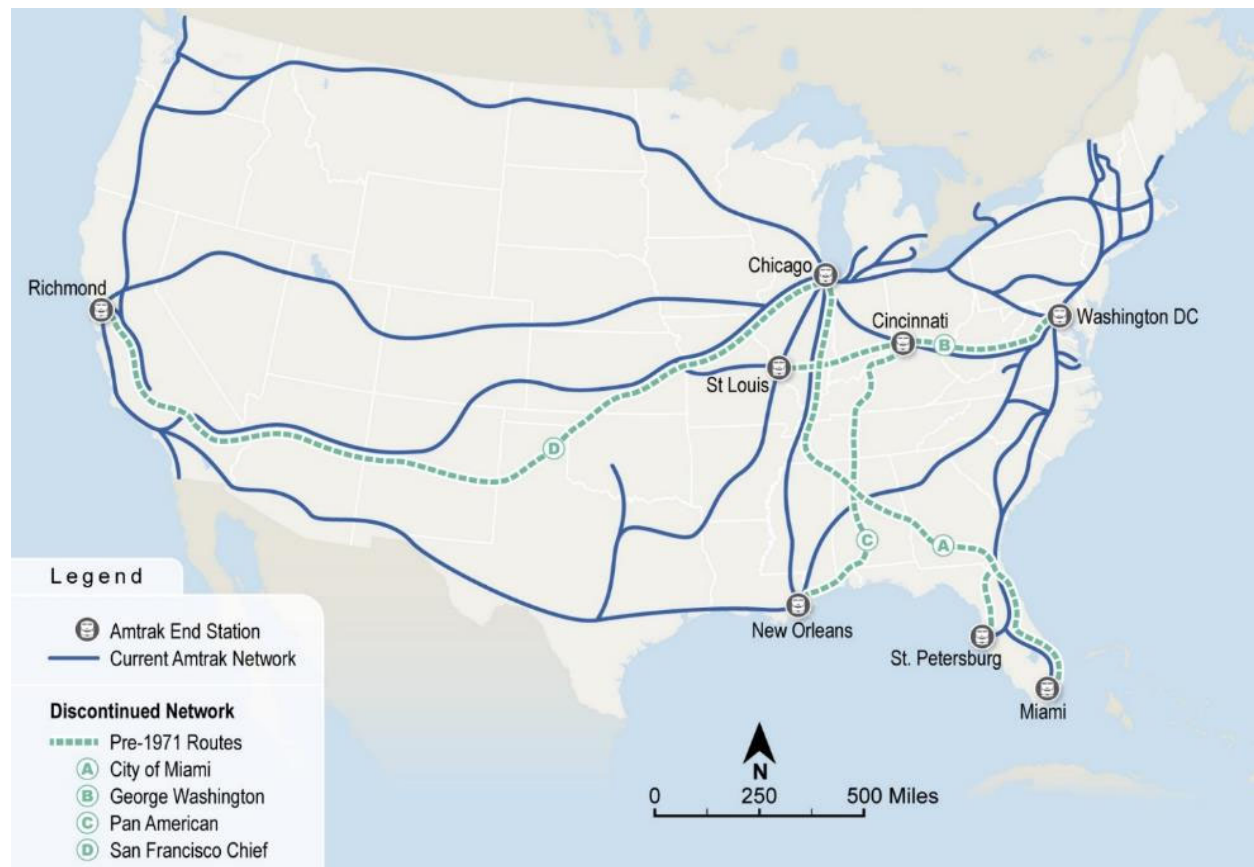 Chicago
Richmond
Cincinnati
Washington DC
B
St Louis
D
C
A
New Orleans
St. Petersburg
Miami
Legend
Amtrak End Station
Current Amtrak Network
Discontinued Network
Pre-1971 Routes
A City of Miami
B George Washington
C Pan American
D San Francisco Chief
N
0 250 500 Miles